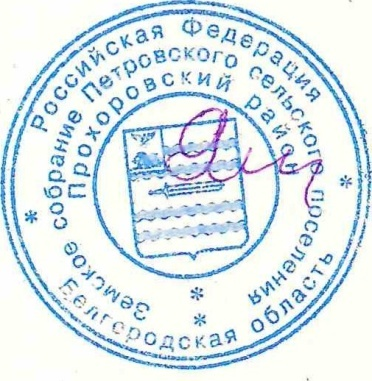 Российская Федерация
* Белгородская область *
Земское собрание Петровского сельского поселения
Прохоровский район
* *